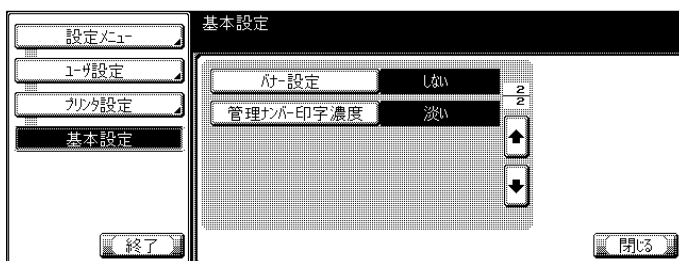 設定メニュー
ユーザ設定
プリンタ設定
基本設定
終了
基本設定
バナー設定 しない
管理ナンバー印字濃度 淡い
2
2
閉じる